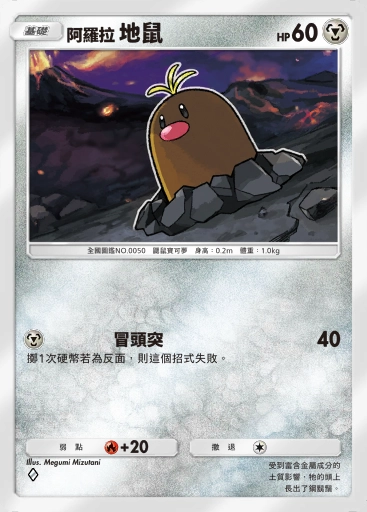 基礎
阿羅拉 地鼠
HP 60
全國圖鑑NO.0050 鼴鼠寶可夢 身高:0.2m 體重:1.0kg
冒頭突 40
擲1次硬幣若為反面,則這個招式失敗。
弱點 +20
撤退
Illus. Megumi Mizutani
受到富含金屬成分的
土質影響,牠的頭上
長出了鋼鬍鬚。